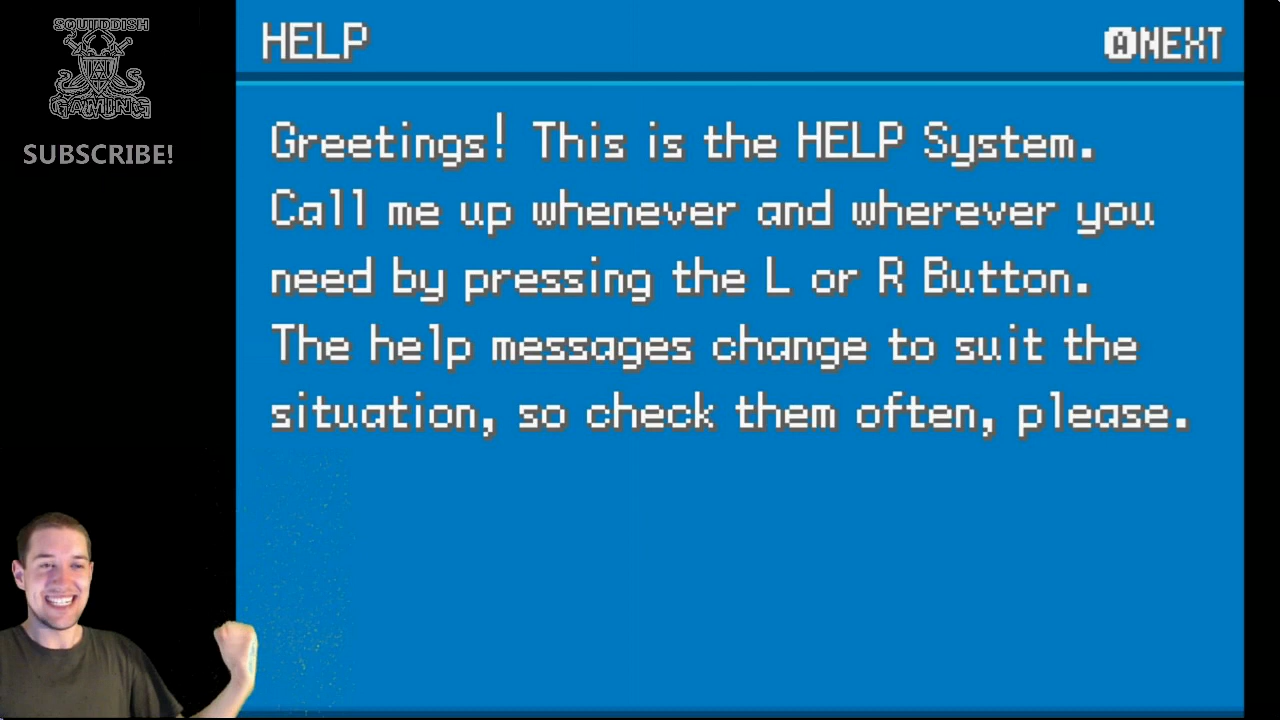 SQUIDDISH
GAMING
SUBSCRIBE!
HELP
A NEXT
Greetings! This is the HELP System.
Call me up whenever and wherever you
need by pressing the L or R Button.
The help messages change to suit the
situation, so check them often, please.